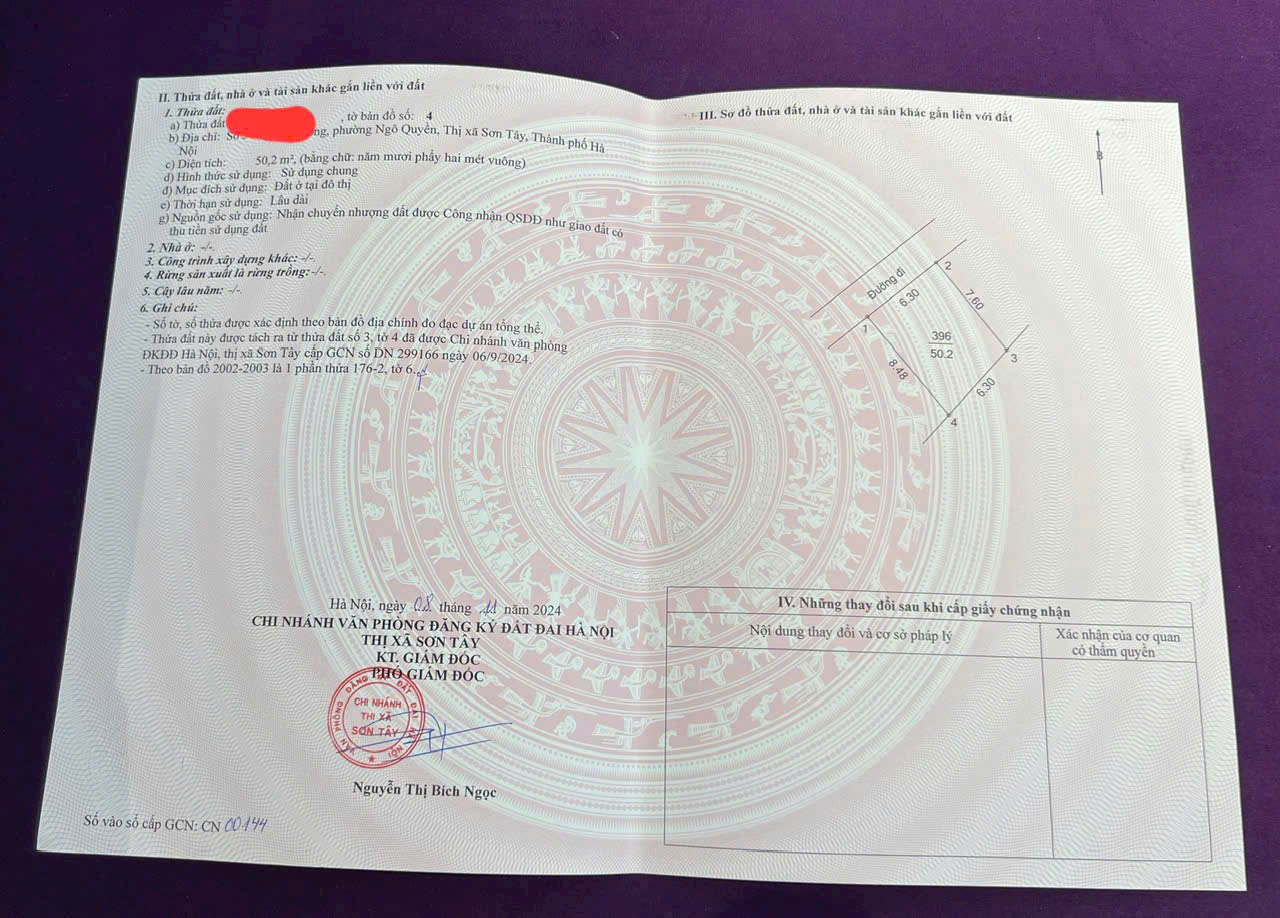 II. Thửa đất, nhà ở và tài sản khác gắn liền với đất
1. Thửa đất:
a) Thửa đất , tờ bản đồ số: 4
b) Địa chỉ: phường Ngô Quyền, Thị xã Sơn Tây, Thành phố Hà
Nội
c) Diện tích: 50,2 m², (bằng chữ: năm mươi phẩy hai mét vuông)
d) Hình thức sử dụng: Sử dụng chung
đ) Mục đích sử dụng: Đất ở tại đô thị
e) Thời hạn sử dụng: Lâu dài
g) Nguồn gốc sử dụng: Nhận chuyển nhượng đất được Công nhận QSDĐ như giao đất có
thu tiền sử dụng đất
2. Nhà ở: -/-.
3. Công trình xây dựng khác: -/-.
4. Rừng sản xuất là rừng trồng: -/-.
5. Cây lâu năm: -/-.
6. Ghi chú:
- Số tờ, số thửa được xác định theo bản đồ địa chính đo đạc dự án tổng thể.
- Thửa đất này được tách ra từ thửa đất số 3, tờ 4 đã được Chi nhánh văn phòng
ĐKĐĐ Hà Nội, thị xã Sơn Tây cấp GCN số DN 299166 ngày 06/9/2024.
- Theo bản đồ 2002-2003 là 1 phần thửa 176-2, tờ 6.
Hà Nội, ngày 08 tháng 11 năm 2024
CHI NHÁNH VĂN PHÒNG ĐĂNG KÝ ĐẤT ĐAI HÀ NỘI
THỊ XÃ SƠN TÂY
KT. GIÁM ĐỐC
PHÓ GIÁM ĐỐC
VĂN PHÒNG ĐĂNG KÝ ĐẤT ĐAI HÀ NỘI
CHI NHÁNH
THỊ XÃ
SƠN TÂY
Nguyễn Thị Bích Ngọc
Số vào sổ cấp GCN: CN 00144
III. Sơ đồ thửa đất, nhà ở và tài sản khác gắn liền với đất
B
Đường đi
2
6.30
7.60
1
396
50.2
3
8.48
6.30
4
IV. Những thay đổi sau khi cấp giấy chứng nhận
Nội dung thay đổi và cơ sở pháp lý
Xác nhận của cơ quan
có thẩm quyền